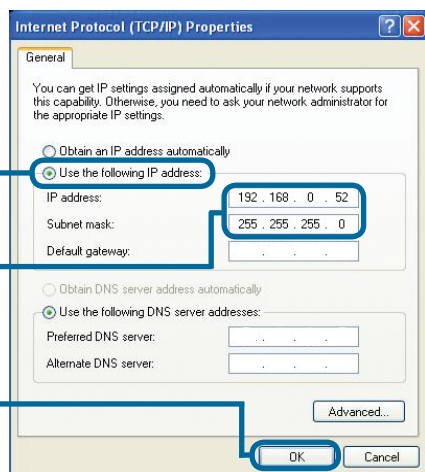 Internet Protocol (TCP/IP) Properties
General
You can get IP settings assigned automatically if your network supports
this capability. Otherwise, you need to ask your network administrator for
the appropriate IP settings.
Obtain an IP address automatically
Use the following IP address:
IP address: 192 . 168 . 0 . 52
Subnet mask: 255 . 255 . 255 . 0
Default gateway: . . .
Obtain DNS server address automatically
Use the following DNS server addresses:
Preferred DNS server: . . .
Alternate DNS server: . . .
Advanced...
OK Cancel